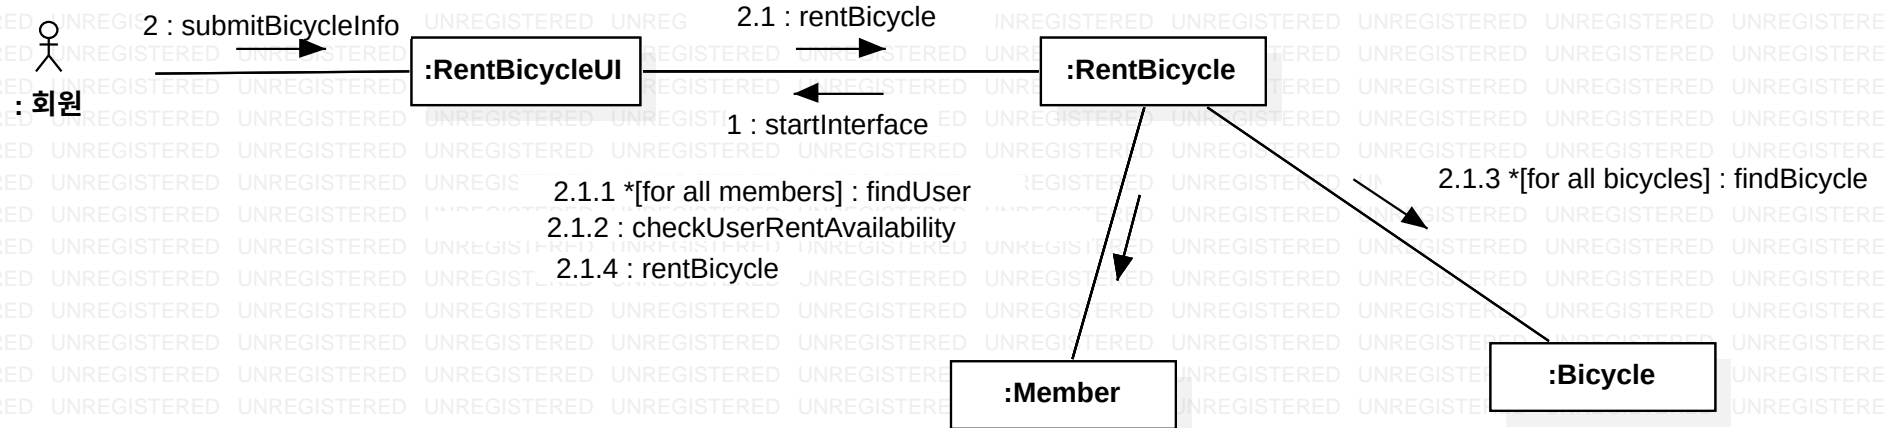 2 : submitBicycleInfo
2.1 : rentBicycle
:RentBicycleUI
:RentBicycle
: 회원
1 : startInterface
2.1.1 *[for all members] : findUser
2.1.2 : checkUserRentAvailability
2.1.4 : rentBicycle
2.1.3 *[for all bicycles] : findBicycle
:Member
:Bicycle
UNREGISTERED